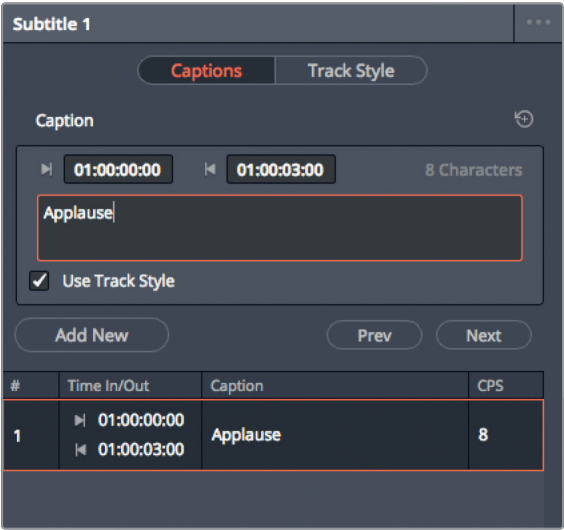 Subtitle 1
Captions Track Style
Caption
01:00:00:00 01:00:03:00 8 Characters
Applause
Use Track Style
Add New Prev Next
# Time In/Out Caption CPS
1 01:00:00:00 Applause 8
01:00:03:00